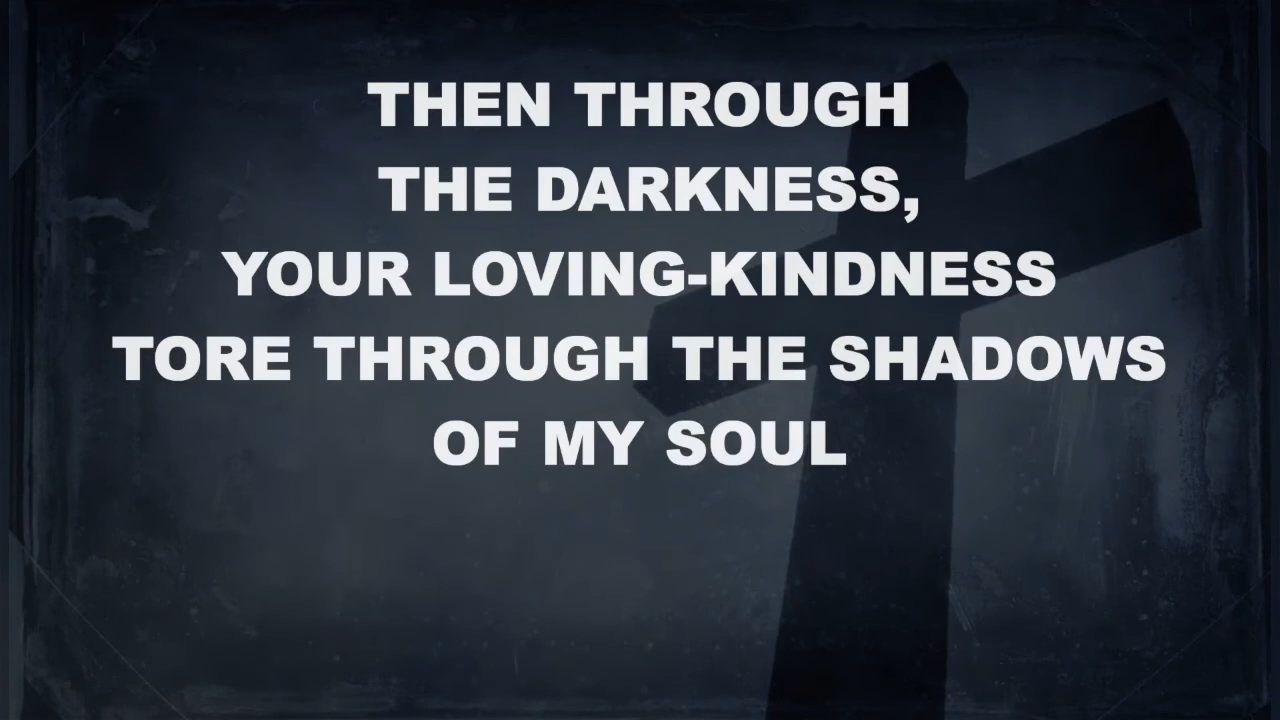 THEN THROUGH
THE DARKNESS,
YOUR LOVING-KINDNESS
TORE THROUGH THE SHADOWS
OF MY SOUL